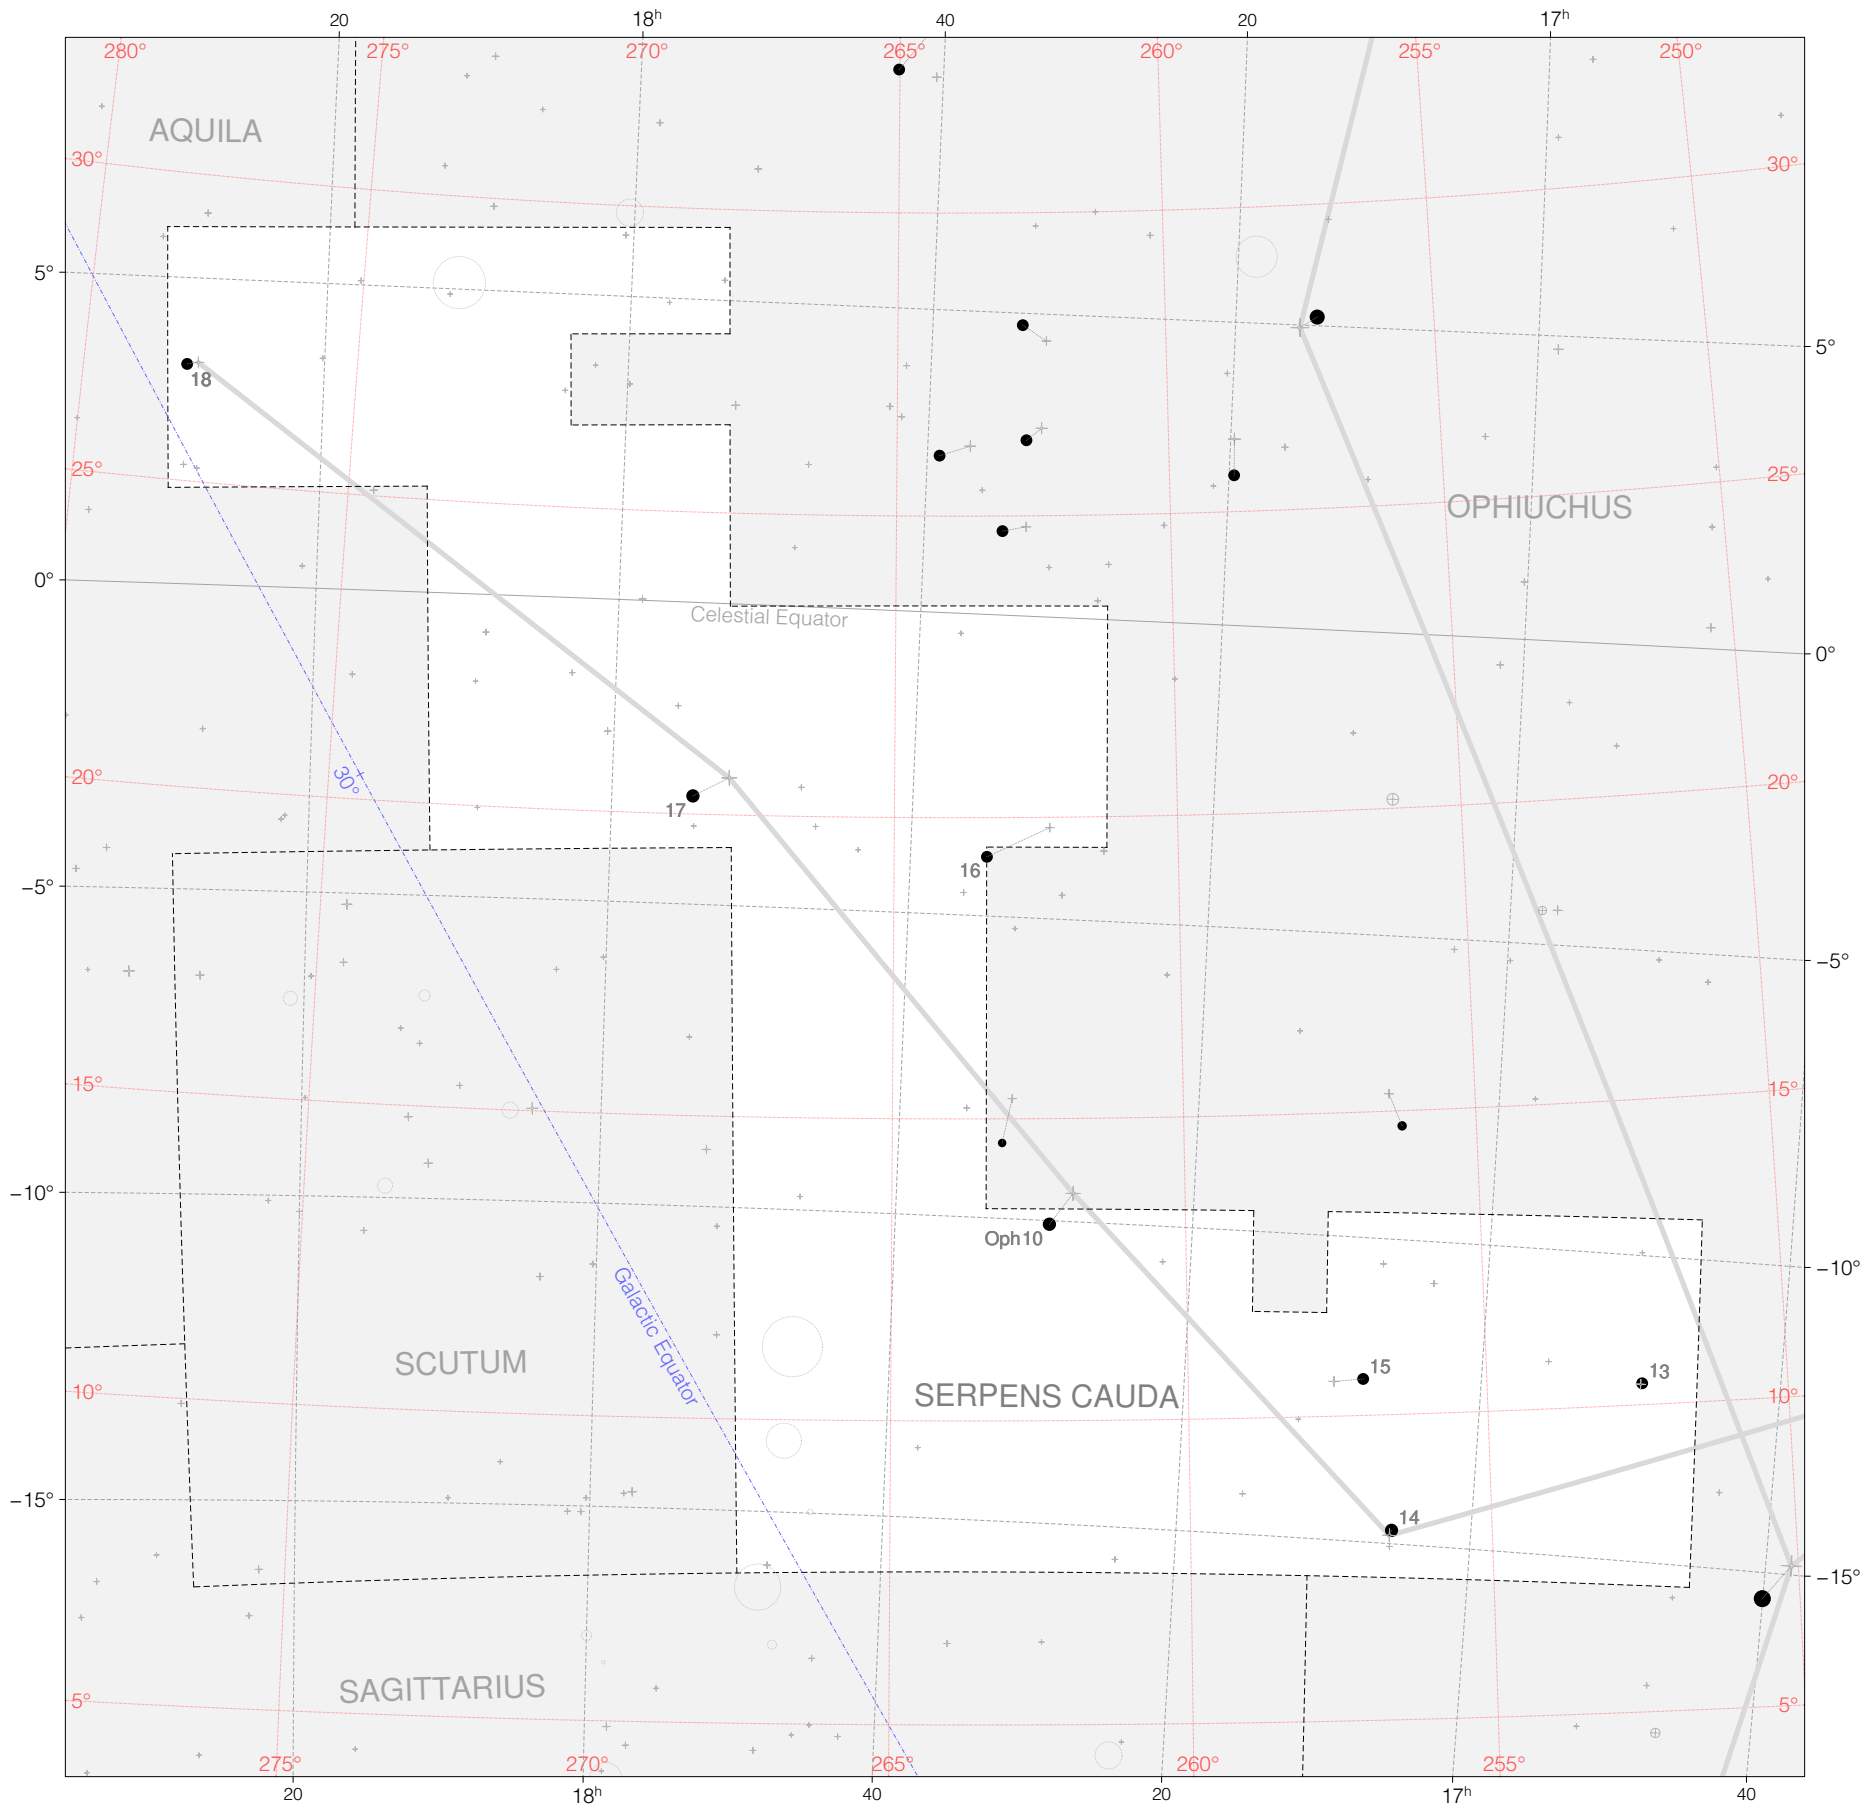 20 18h 40 20 17h
280° 275° 270° 265° 260° 255° 250°
AQUILA
30° 30°
5°
5°
18
25° 25°
OPHIUCHUS
0°
Celestial Equator
0°
30°
20° 20°
17
16
−5°
−5°
15° 15°
−10°
Oph10
−10°
Galactic Equator
SCUTUM
15
13
10° 10°
SERPENS CAUDA
−15°
14
−15°
SAGITTARIUS
5° 5°
275° 270° 265° 260° 255°
20 18h 40 20 17h 40